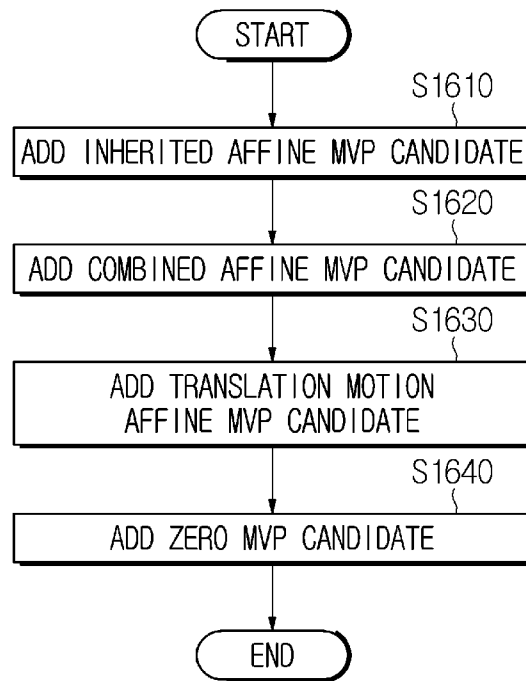 START
S1610
ADD INHERITED AFFINE MVP CANDIDATE
S1620
ADD COMBINED AFFINE MVP CANDIDATE
S1630
ADD TRANSLATION MOTION
AFFINE MVP CANDIDATE
S1640
ADD ZERO MVP CANDIDATE
END